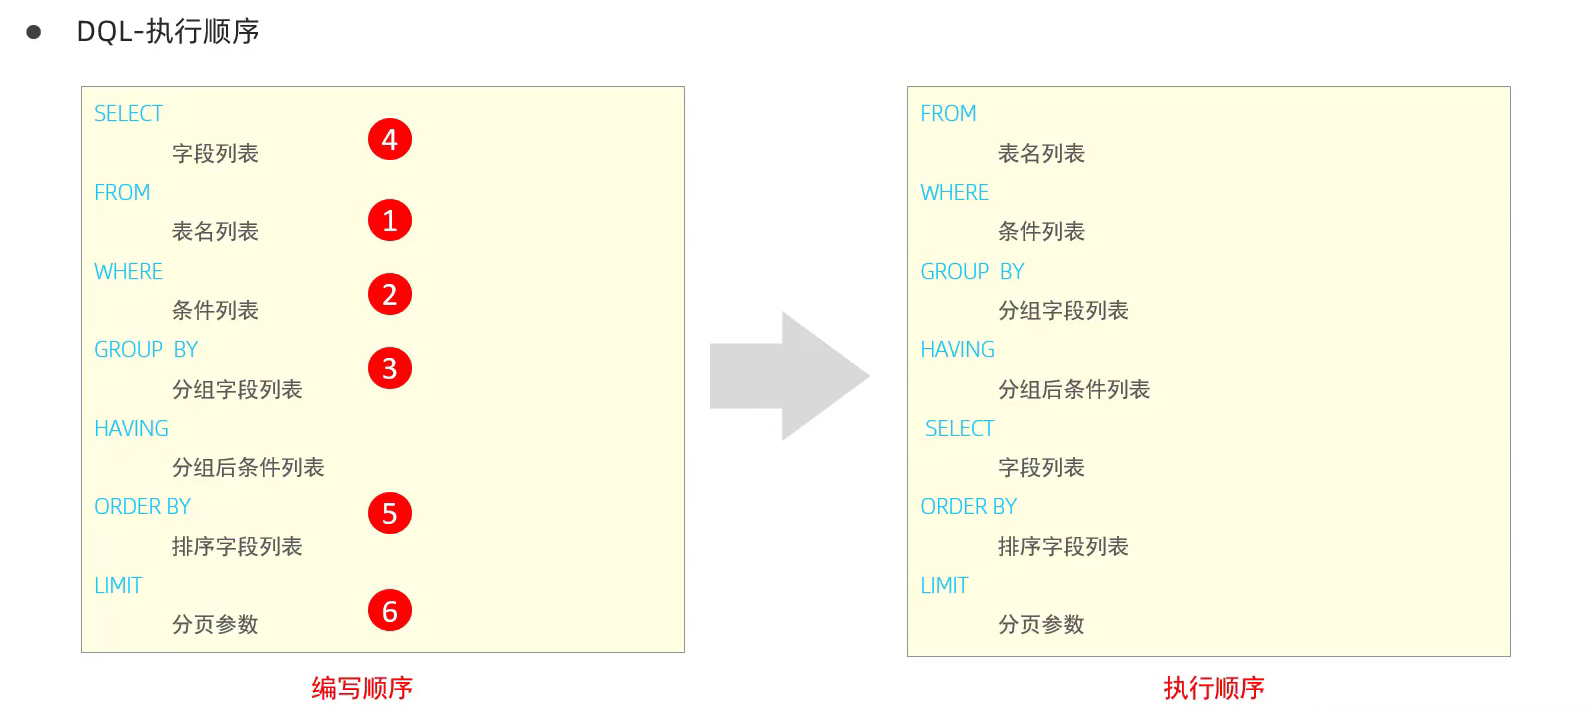 DQL-执行顺序
SELECT
字段列表
4
FROM
表名列表
1
WHERE
条件列表
2
GROUP BY
分组字段列表
3
HAVING
分组后条件列表
ORDER BY
排序字段列表
5
LIMIT
分页参数
6
编写顺序
FROM
表名列表
WHERE
条件列表
GROUP BY
分组字段列表
HAVING
分组后条件列表
SELECT
字段列表
ORDER BY
排序字段列表
LIMIT
分页参数
执行顺序